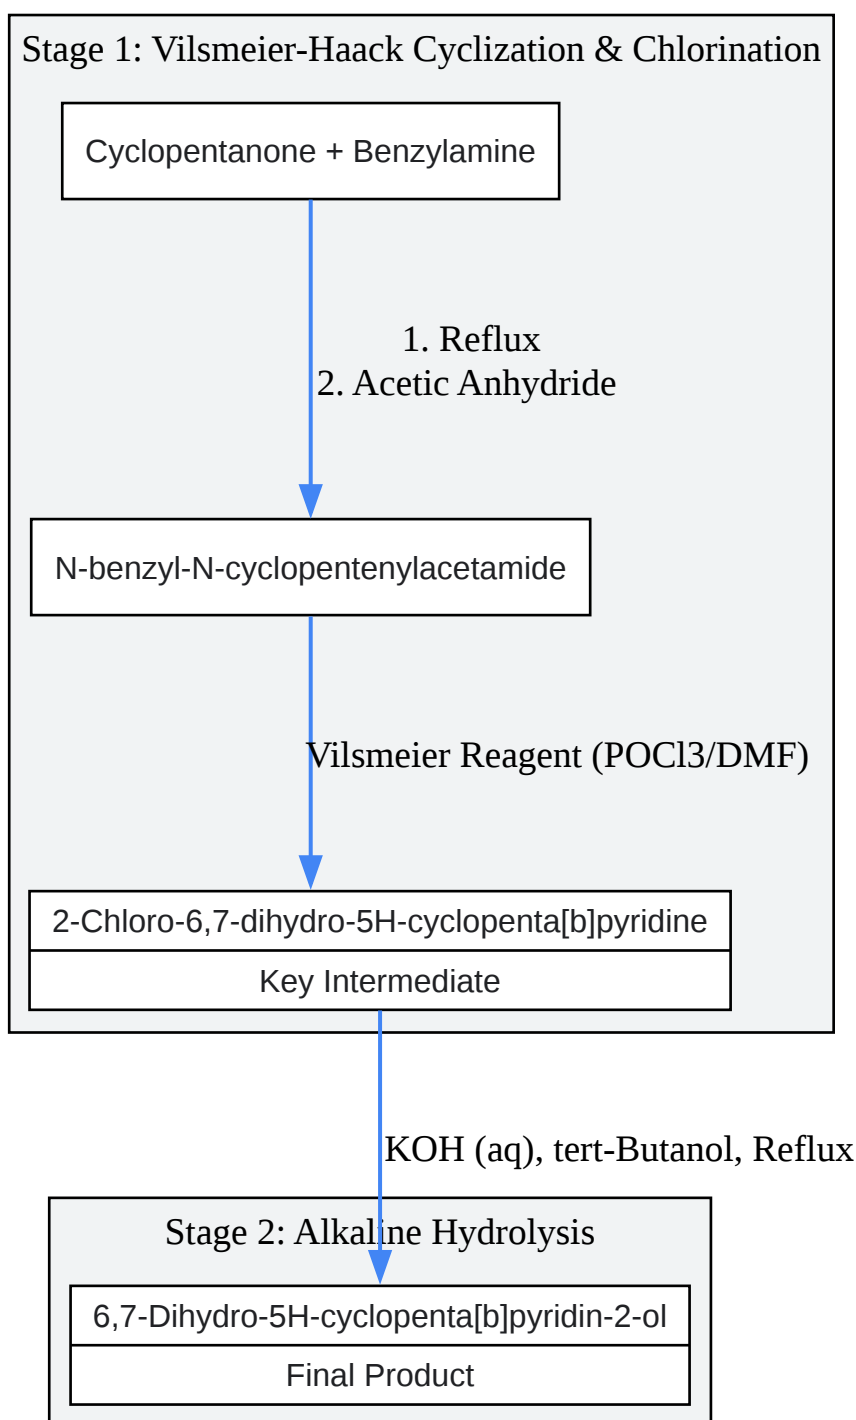 Stage 1: Vilsmeier-Haack Cyclization & Chlorination
Cyclopentanone + Benzylamine
1. Reflux
2. Acetic Anhydride
N-benzyl-N-cyclopentenylacetamide
Vilsmeier Reagent (POCl3/DMF)
2-Chloro-6,7-dihydro-5H-cyclopenta[b]pyridine
Key Intermediate
KOH (aq), tert-Butanol, Reflux
Stage 2: Alkaline Hydrolysis
6,7-Dihydro-5H-cyclopenta[b]pyridin-2-ol
Final Product